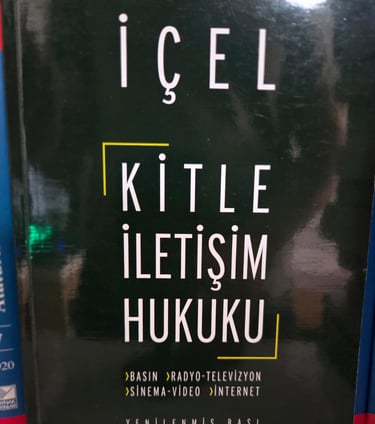 İÇEL
KİTLE
İLETİŞİM
HUKUKU
›BASIN ›RADYO-TELEVİZYON
›SİNEMA-VİDEO ›İNTERNET